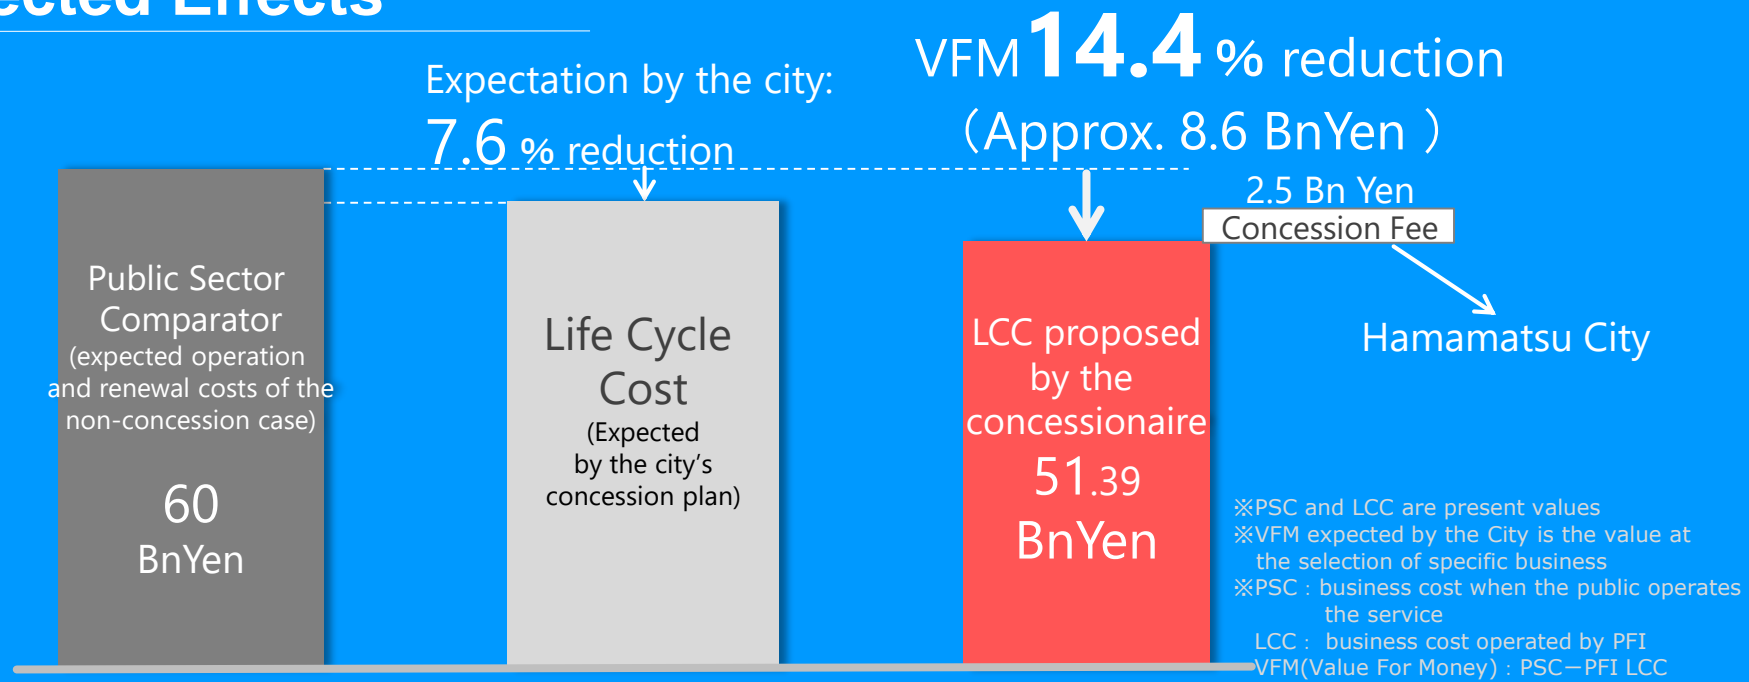 Effects
Expectation by the city:
7.6 % reduction
VFM 14.4 % reduction
（Approx. 8.6 BnYen ）
2.5 Bn Yen
Concession Fee
Hamamatsu City
Public Sector
Comparator
(expected operation
and renewal costs of the
non-concession case)
60
BnYen
Life Cycle
Cost
(Expected
by the city’s
concession plan)
LCC proposed
by the
concessionaire
51.39
BnYen
※PSC and LCC are present values
※VFM expected by the City is the value at
the selection of specific business
※PSC : business cost when the public operates
the service
LCC : business cost operated by PFI
VFM(Value For Money) : PSC－PFI LCC